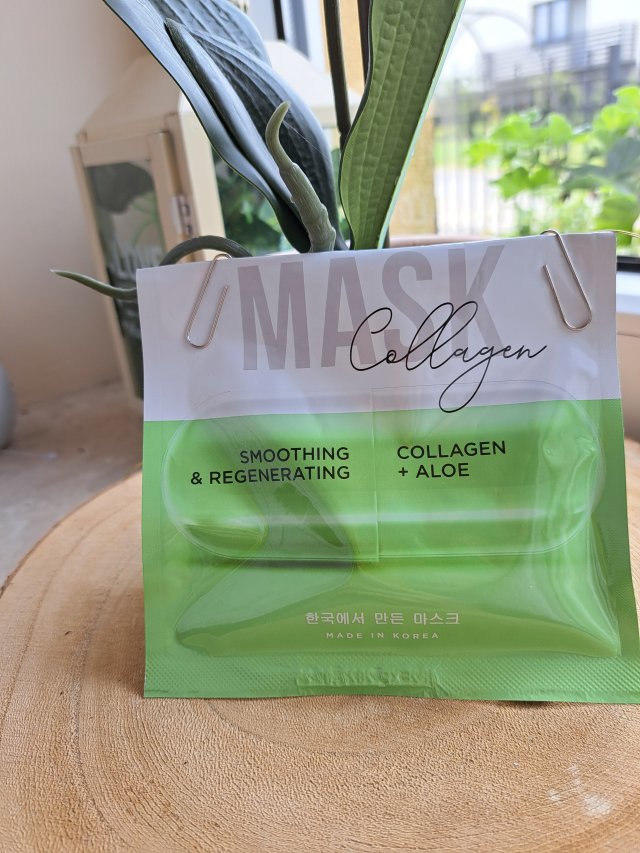 MASK
Collagen
SMOOTHING
& REGENERATING
COLLAGEN
+ ALOE
한국에서 만든 마스크
MADE IN KOREA